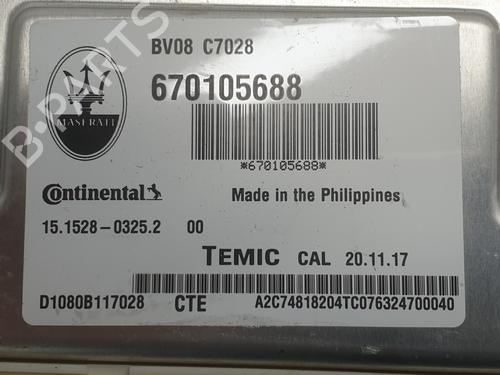 BV08 C7028
670105688
MASERATI
*670105688*
Continental
Made in the Philippines
15.1528-0325.2 00
TEMIC CAL 20.11.17
D1080B117028 CTE A2C74818204TC076324700040
B-PARTS